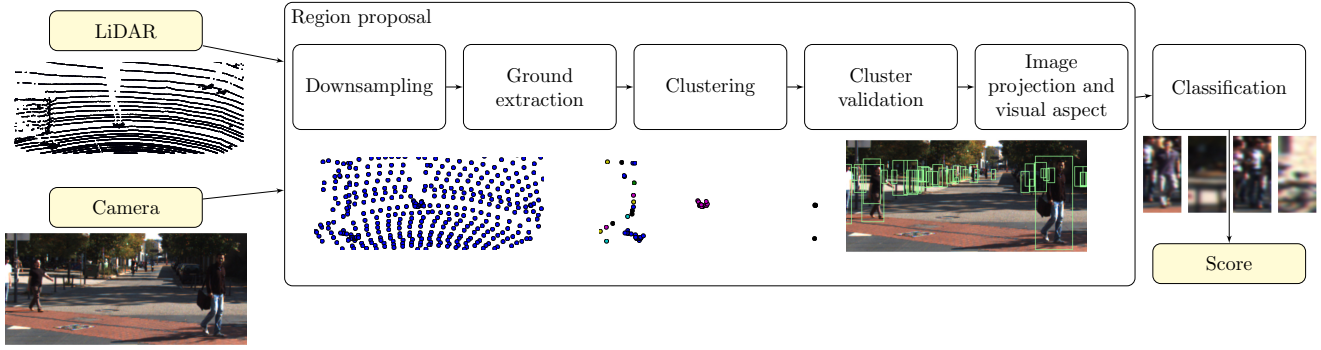 Region proposal
LiDAR
Downsampling
Ground
extraction
Clustering
Cluster
validation
Image
projection and
visual aspect
Classification
Camera
Score